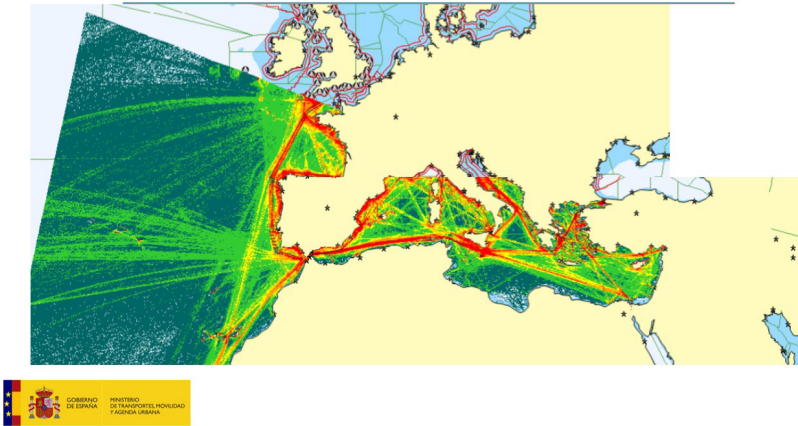 GOBIERNO
DE ESPAÑA
MINISTERIO
DE TRANSPORTES, MOVILIDAD
Y AGENDA URBANA